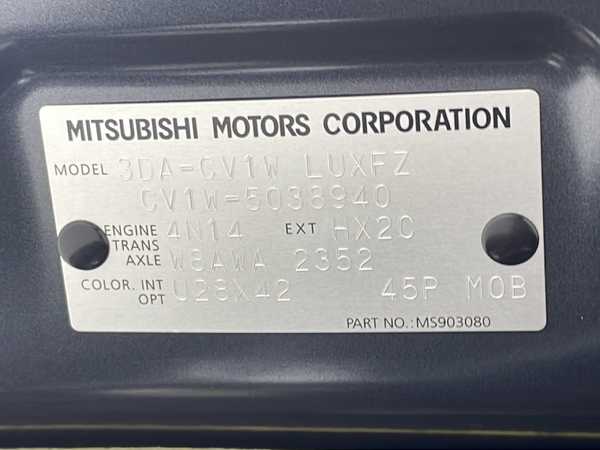 MITSUBISHI MOTORS CORPORATION
MODEL 3DA-CV1W LUXFZ
CV1W-5038940
ENGINE 4N14 EXT HX2C
TRANS
AXLE W8AWA 2352
COLOR. INT U28X42 45P M0B
OPT
PART NO.: MS903080